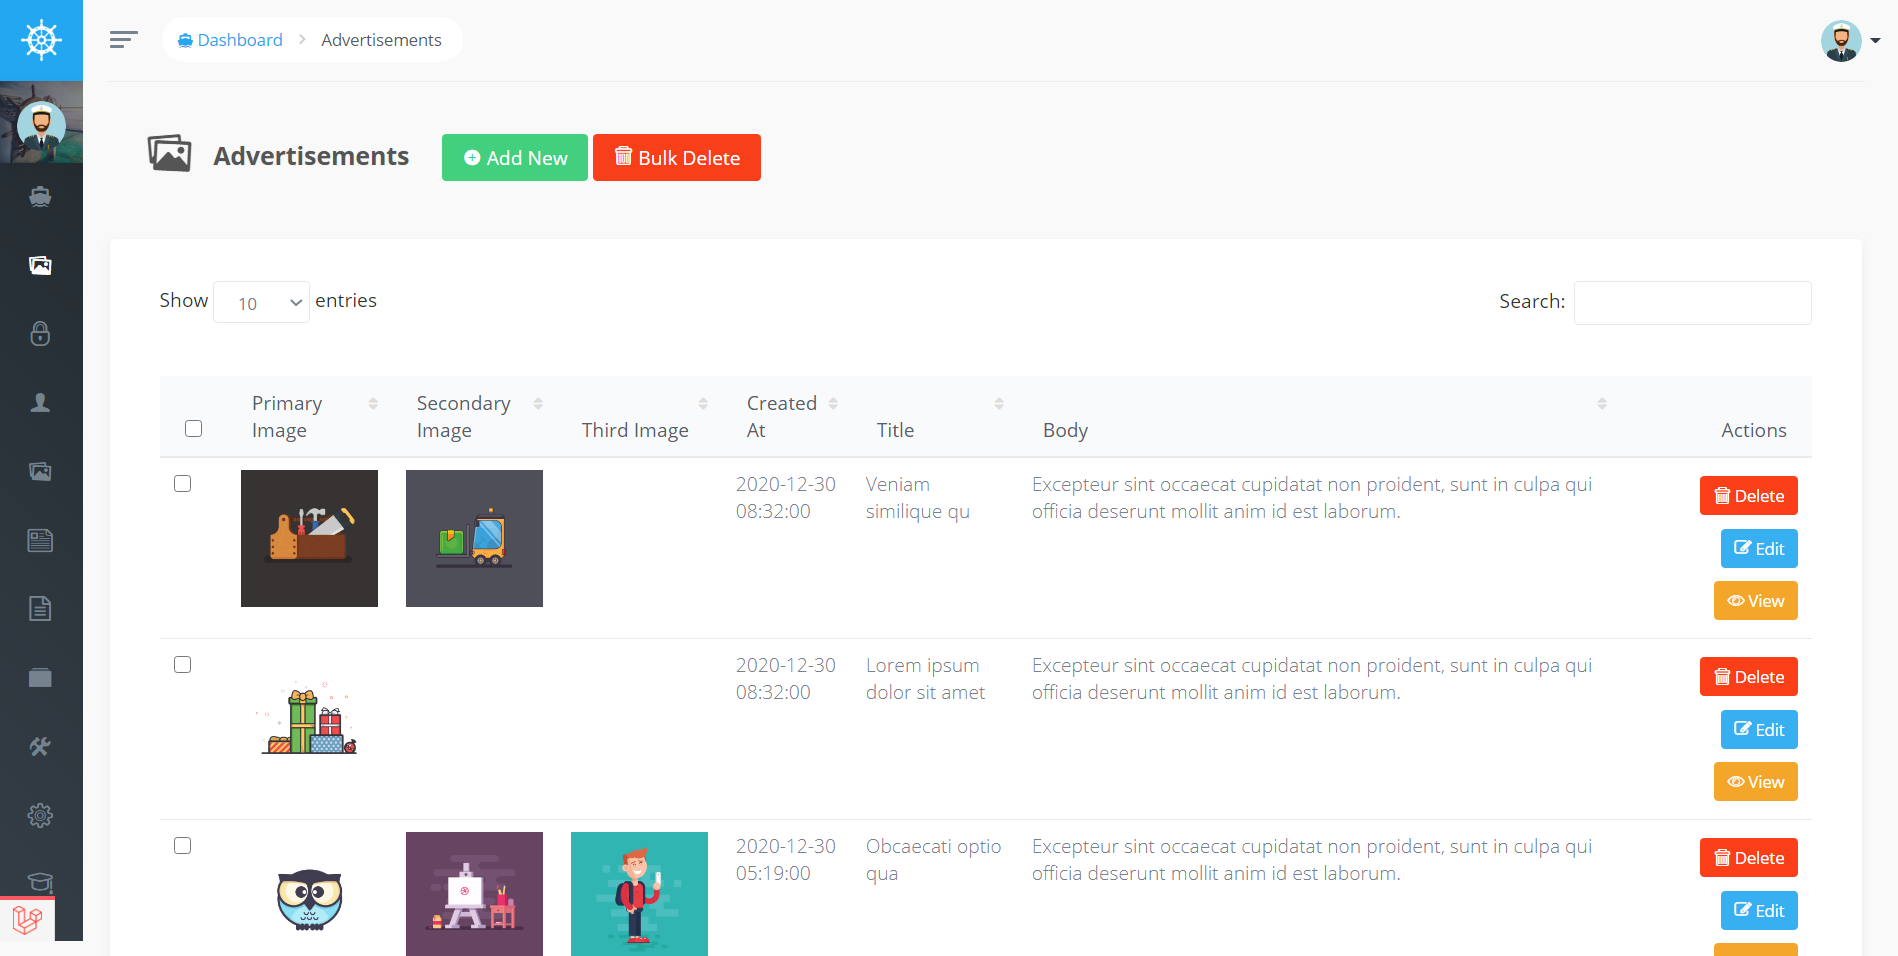 Dashboard > Advertisements
Advertisements
Add New
Bulk Delete
Show 10 entries
Search:
Primary Image
Secondary Image
Third Image
Created At
Title
Body
Actions
2020-12-30 08:32:00
Veniam similique qu
Excepteur sint occaecat cupidatat non proident, sunt in culpa qui
officia deserunt mollit anim id est laborum.
Delete
Edit
View
2020-12-30 08:32:00
Lorem ipsum dolor sit amet
Excepteur sint occaecat cupidatat non proident, sunt in culpa qui
officia deserunt mollit anim id est laborum.
Delete
Edit
View
2020-12-30 05:19:00
Obcaecati optio qua
Excepteur sint occaecat cupidatat non proident, sunt in culpa qui
officia deserunt mollit anim id est laborum.
Delete
Edit